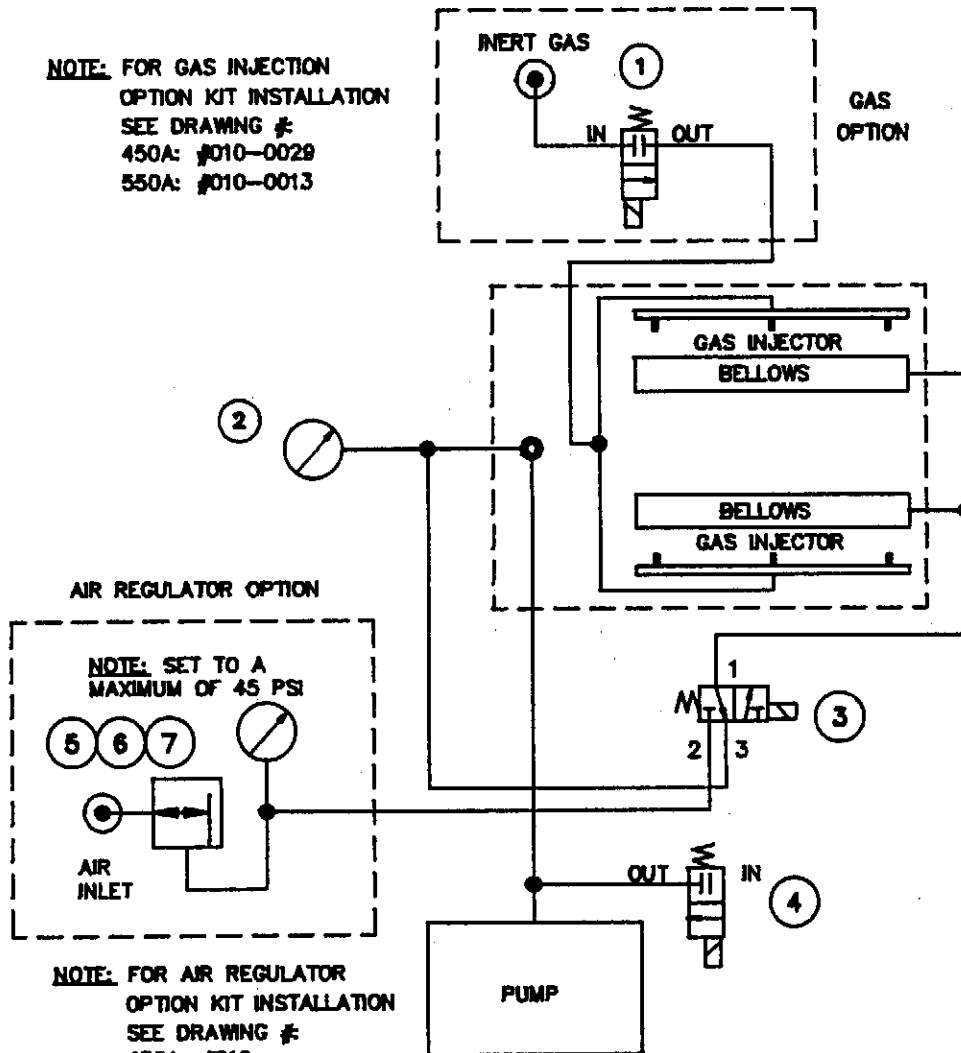 NOTE: FOR GAS INJECTION
OPTION KIT INSTALLATION
SEE DRAWING #:
450A: #010-0029
550A: #010-0013
INERT GAS
1
IN
OUT
GAS
OPTION
GAS INJECTOR
BELLOWS
2
BELLOWS
GAS INJECTOR
AIR REGULATOR OPTION
NOTE: SET TO A
MAXIMUM OF 45 PSI
5 6 7
AIR
INLET
1
2 3
3
OUT
IN
4
PUMP
NOTE: FOR AIR REGULATOR
OPTION KIT INSTALLATION
SEE DRAWING #: